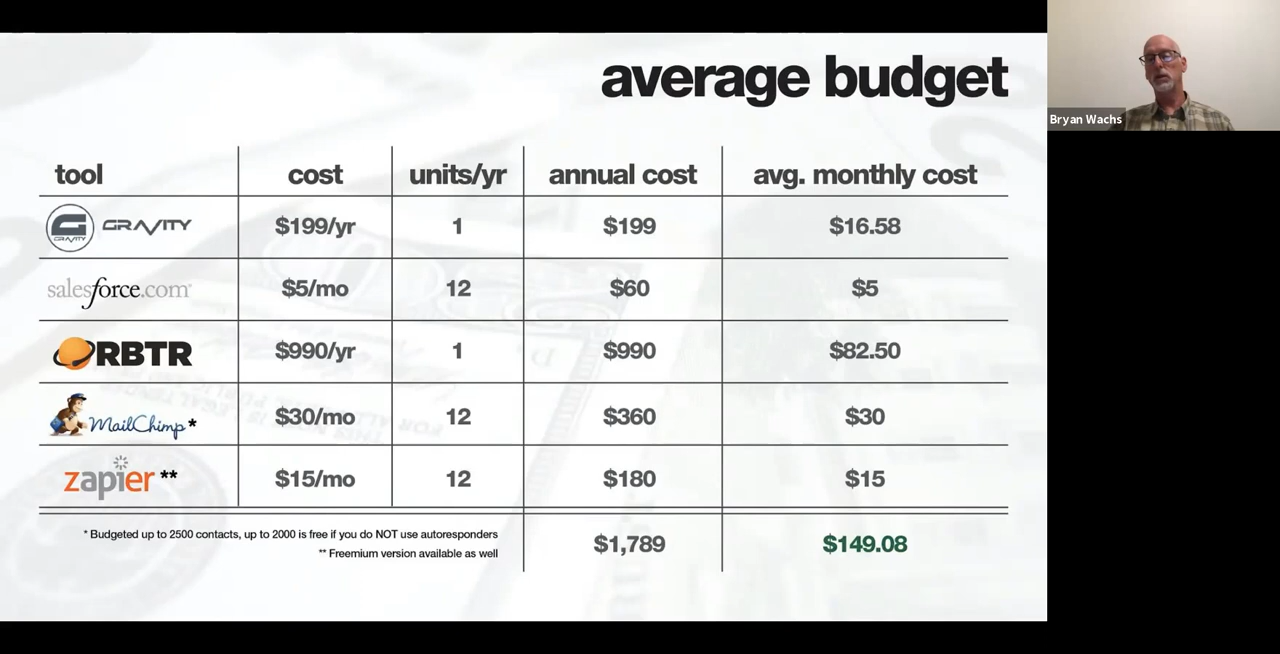 average budget
Bryan Wachs
tool cost units/yr annual cost avg. monthly cost
G GRAVITY GRAVITY $199/yr 1 $199 $16.58
salesforce.com $5/mo 12 $60 $5
ORBTR $990/yr 1 $990 $82.50
MailChimp* $30/mo 12 $360 $30
zapier ** $15/mo 12 $180 $15
* Budgeted up to 2500 contacts, up to 2000 is free if you do NOT use autoresponders
** Freemium version available as well
$1,789 $149.08